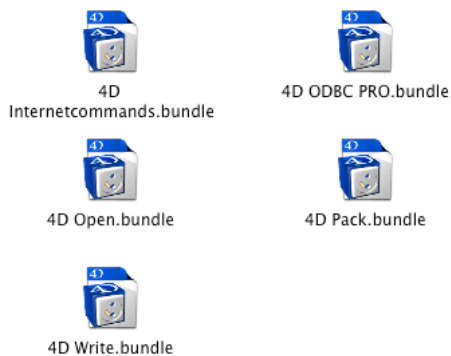 4D
Internetcommands.bundle
4D ODBC PRO.bundle
4D Open.bundle
4D Pack.bundle
4D Write.bundle